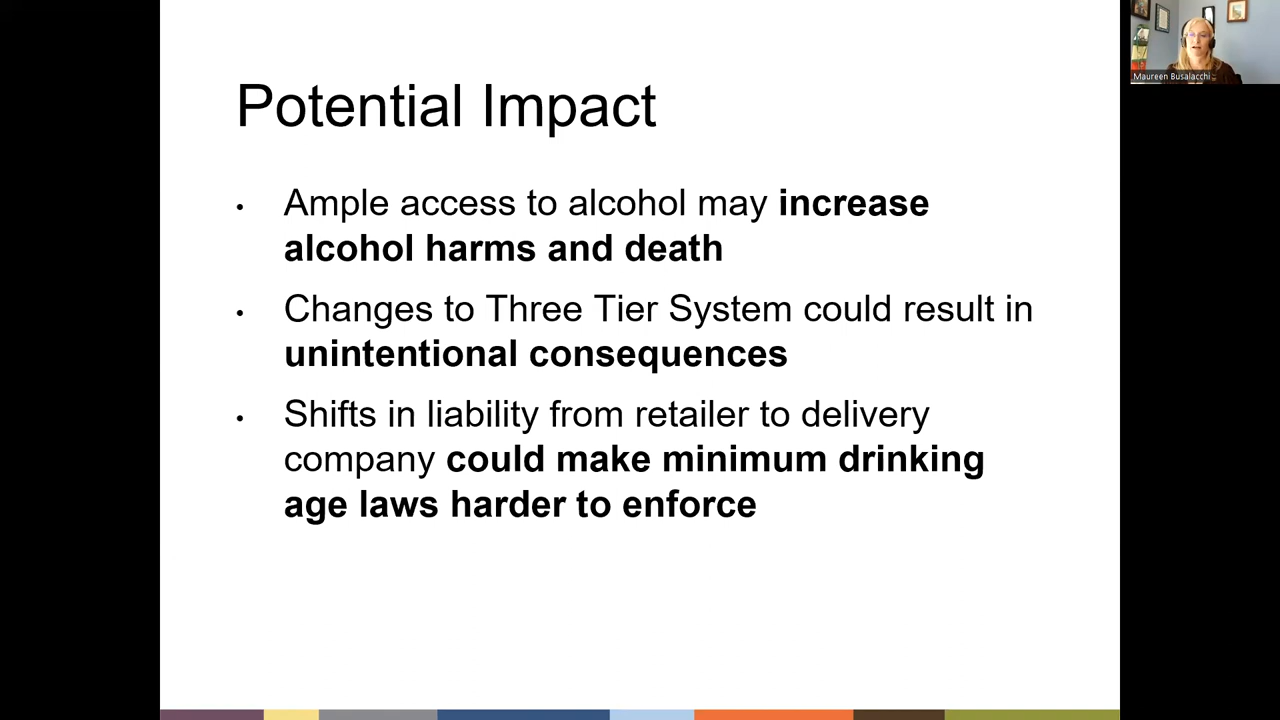 Potential Impact
• Ample access to alcohol may increase
alcohol harms and death
• Changes to Three Tier System could result in
unintentional consequences
• Shifts in liability from retailer to delivery
company could make minimum drinking
age laws harder to enforce
Maureen Busalacchi